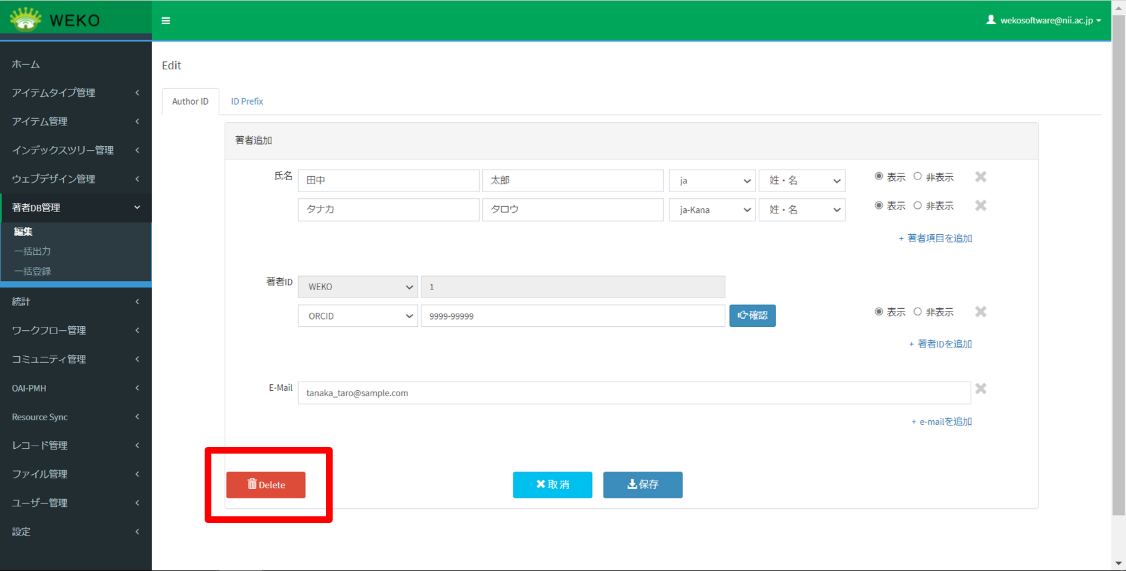 WEKO
wekosoftware@nii.ac.jp
ホーム
アイテムタイプ管理
アイテム管理
インデックスツリー管理
ウェブデザイン管理
著者DB管理
編集
一括出力
一括登録
統計
ワークフロー管理
コミュニティ管理
OAI-PMH
Resource Sync
レコード管理
ファイル管理
ユーザー管理
設定
Edit
Author ID ID Prefix
著者追加
氏名 田中 太郎 ja 姓・名 表示 非表示
タナカ タロウ ja-Kana 姓・名 表示 非表示
+ 著者項目を追加
著者ID WEKO 1
ORCID 9999-99999 確認 表示 非表示
+ 著者IDを追加
E-Mail tanaka_taro@sample.com
+ e-mailを追加
Delete 取消 保存